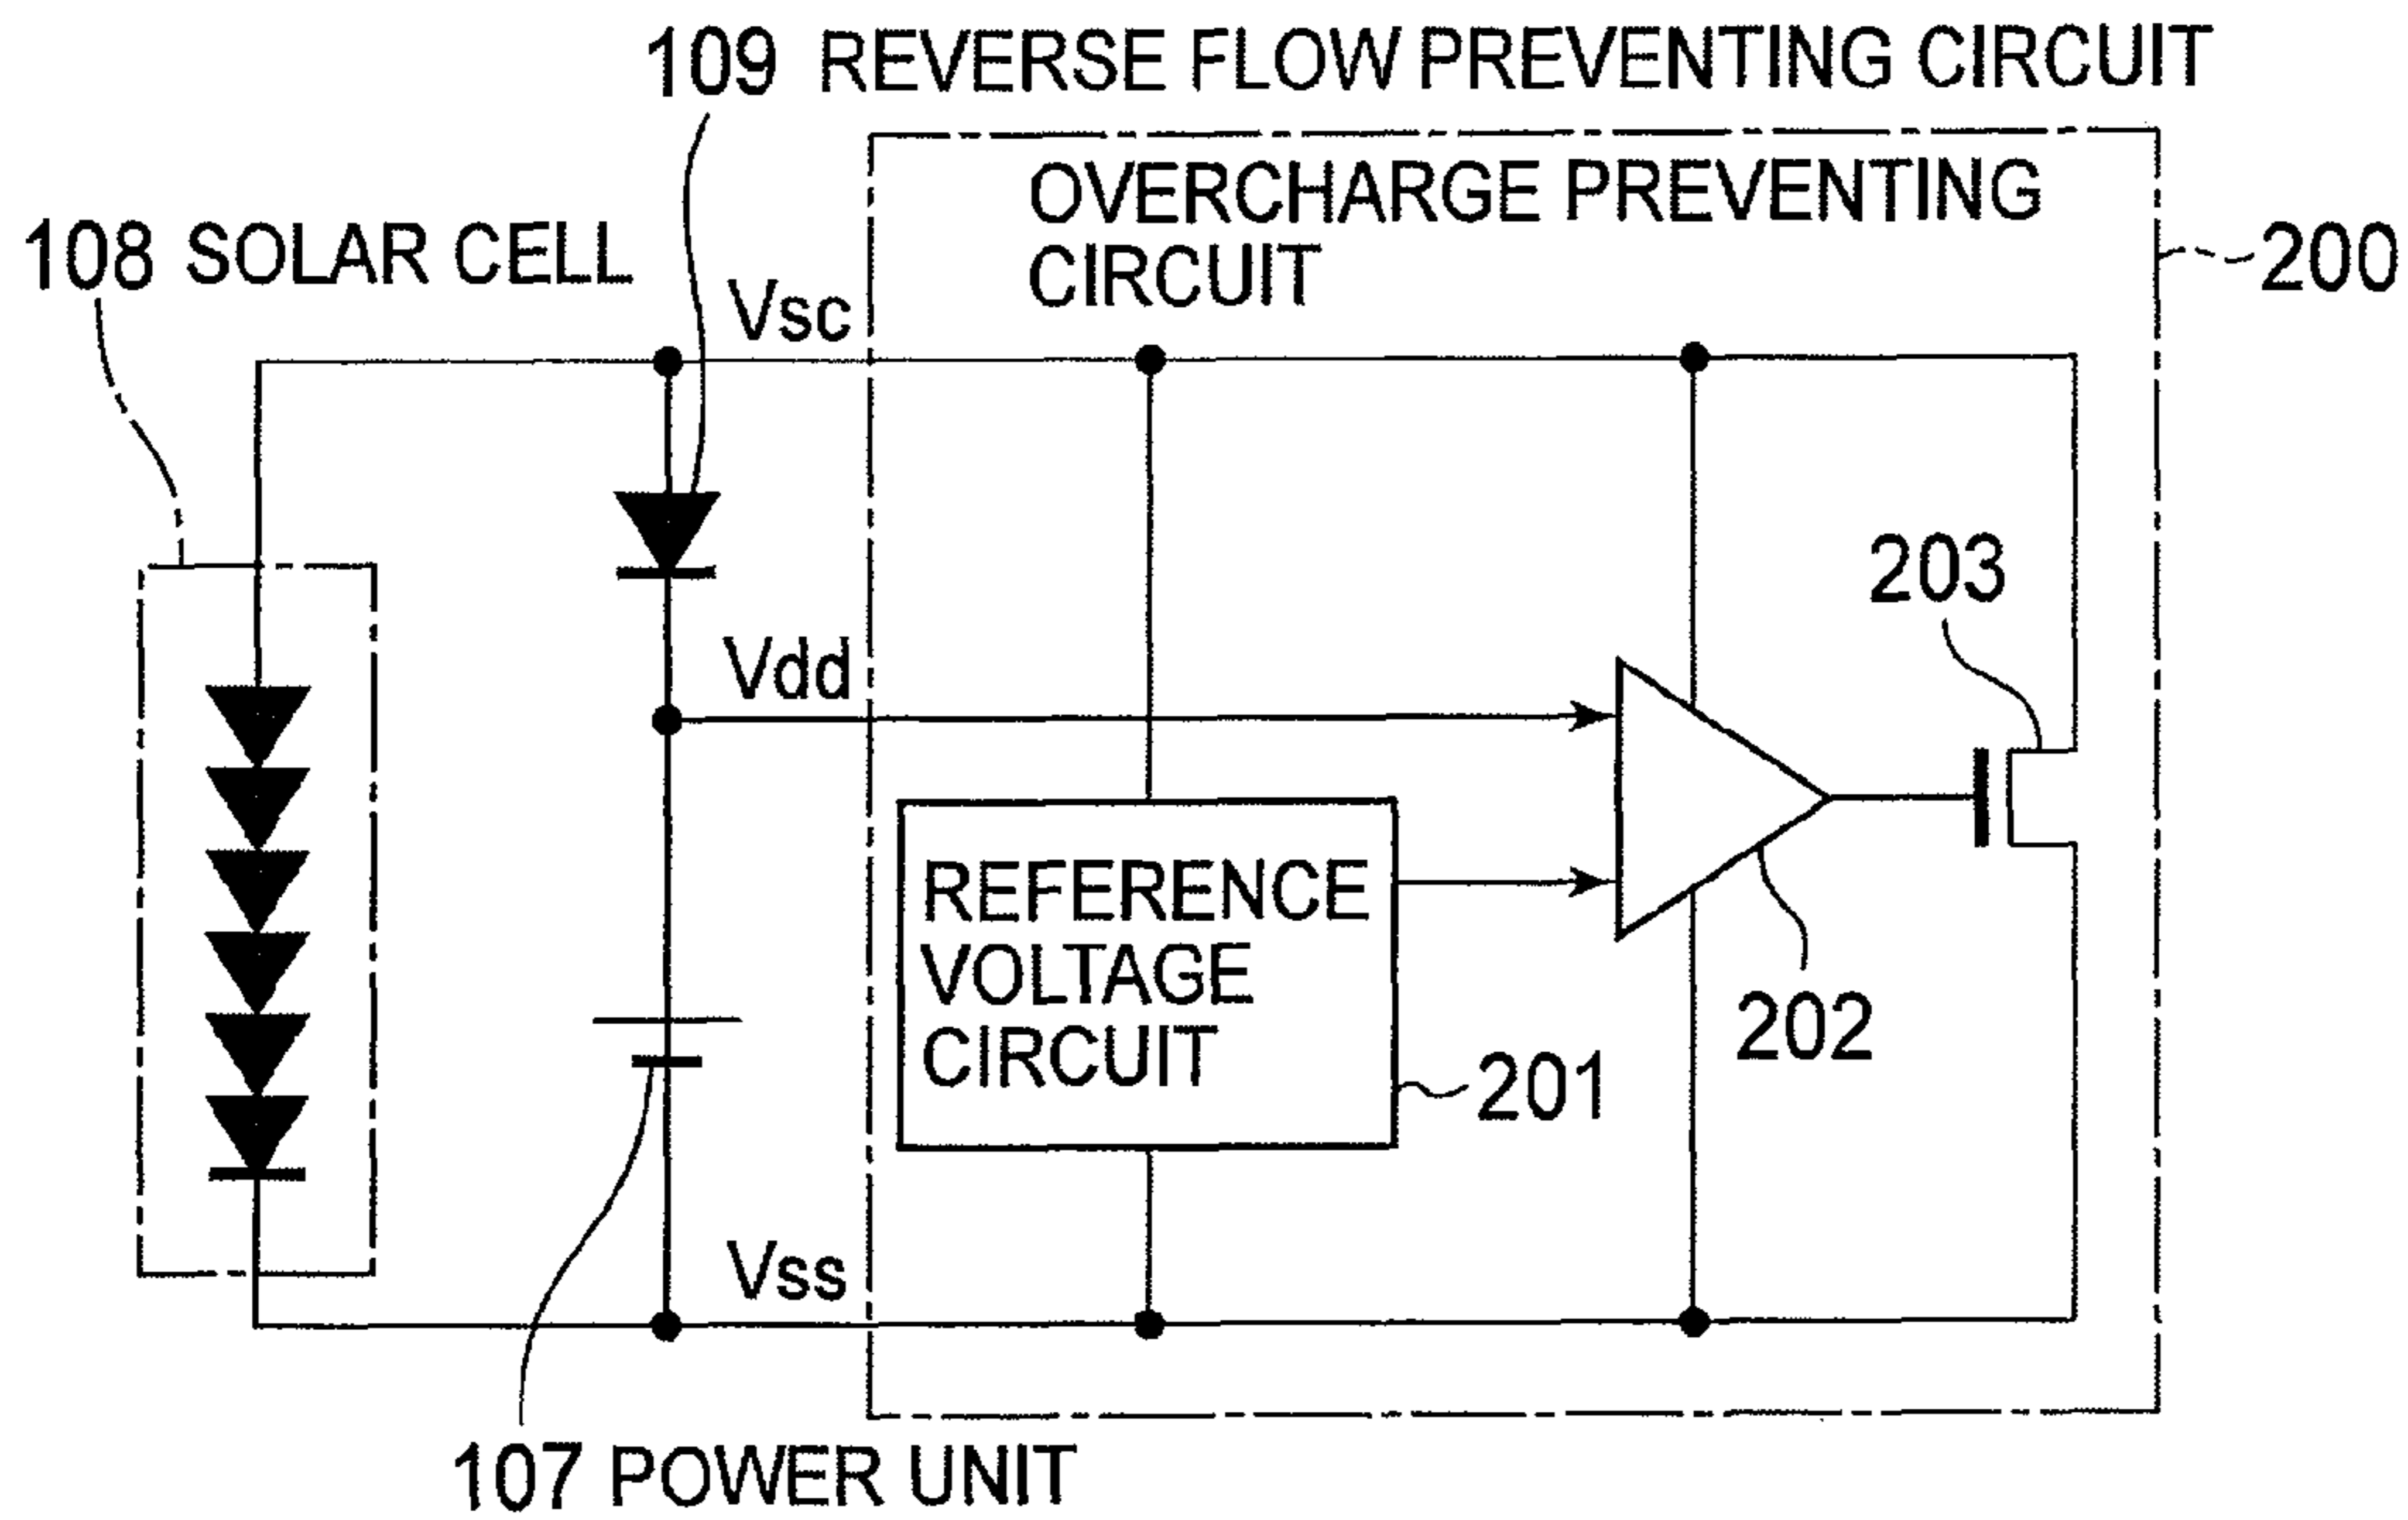 109 REVERSE FLOW PREVENTING CIRCUIT
OVERCHARGE PREVENTING
CIRCUIT
200
108 SOLAR CELL
Vsc
203
Vdd
REFERENCE
VOLTAGE
CIRCUIT
202
201
Vss
107 POWER UNIT